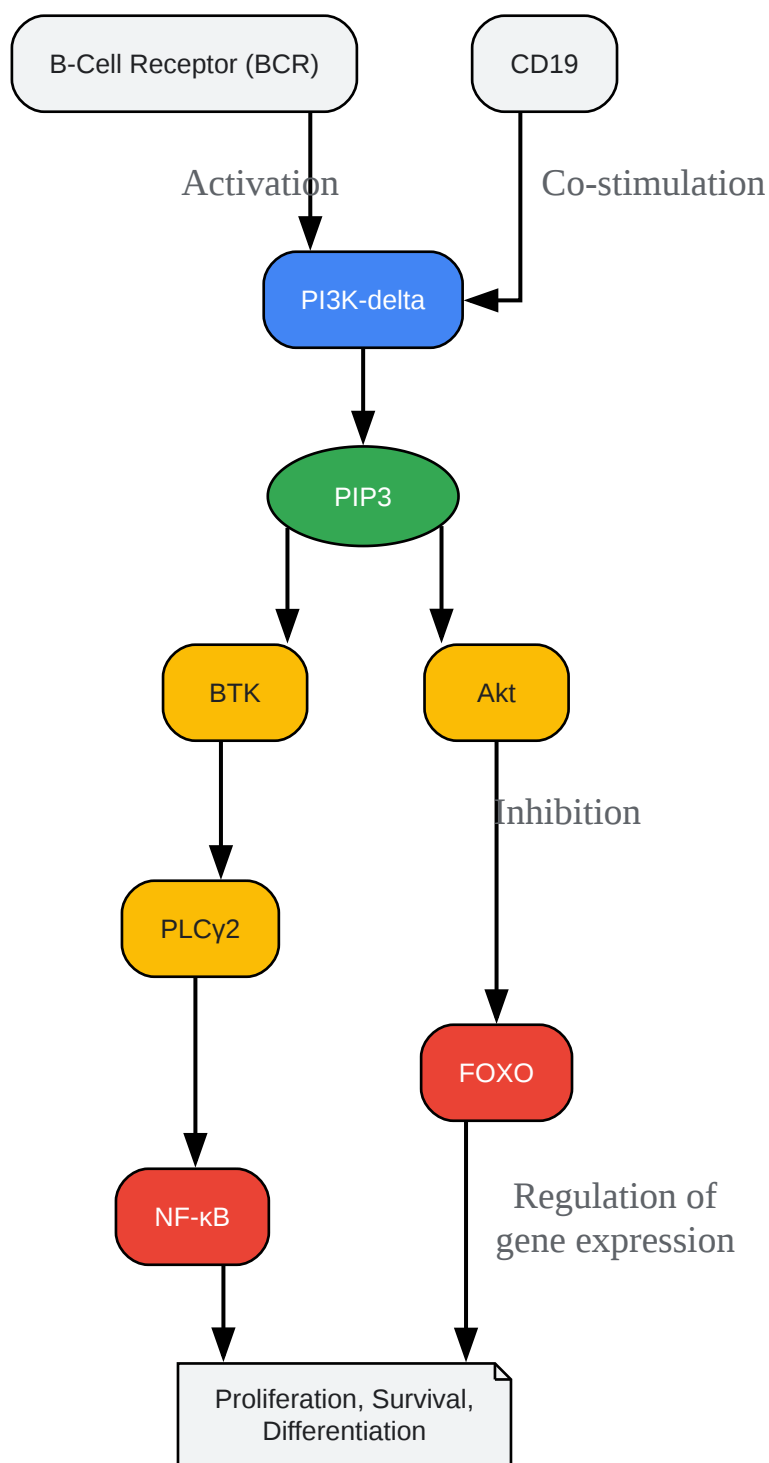 B-Cell Receptor (BCR)
CD19
Activation
Co-stimulation
PI3K-delta
PIP3
BTK
Akt
Inhibition
PLCγ2
FOXO
NF-κB
Regulation of
gene expression
Proliferation, Survival,
Differentiation